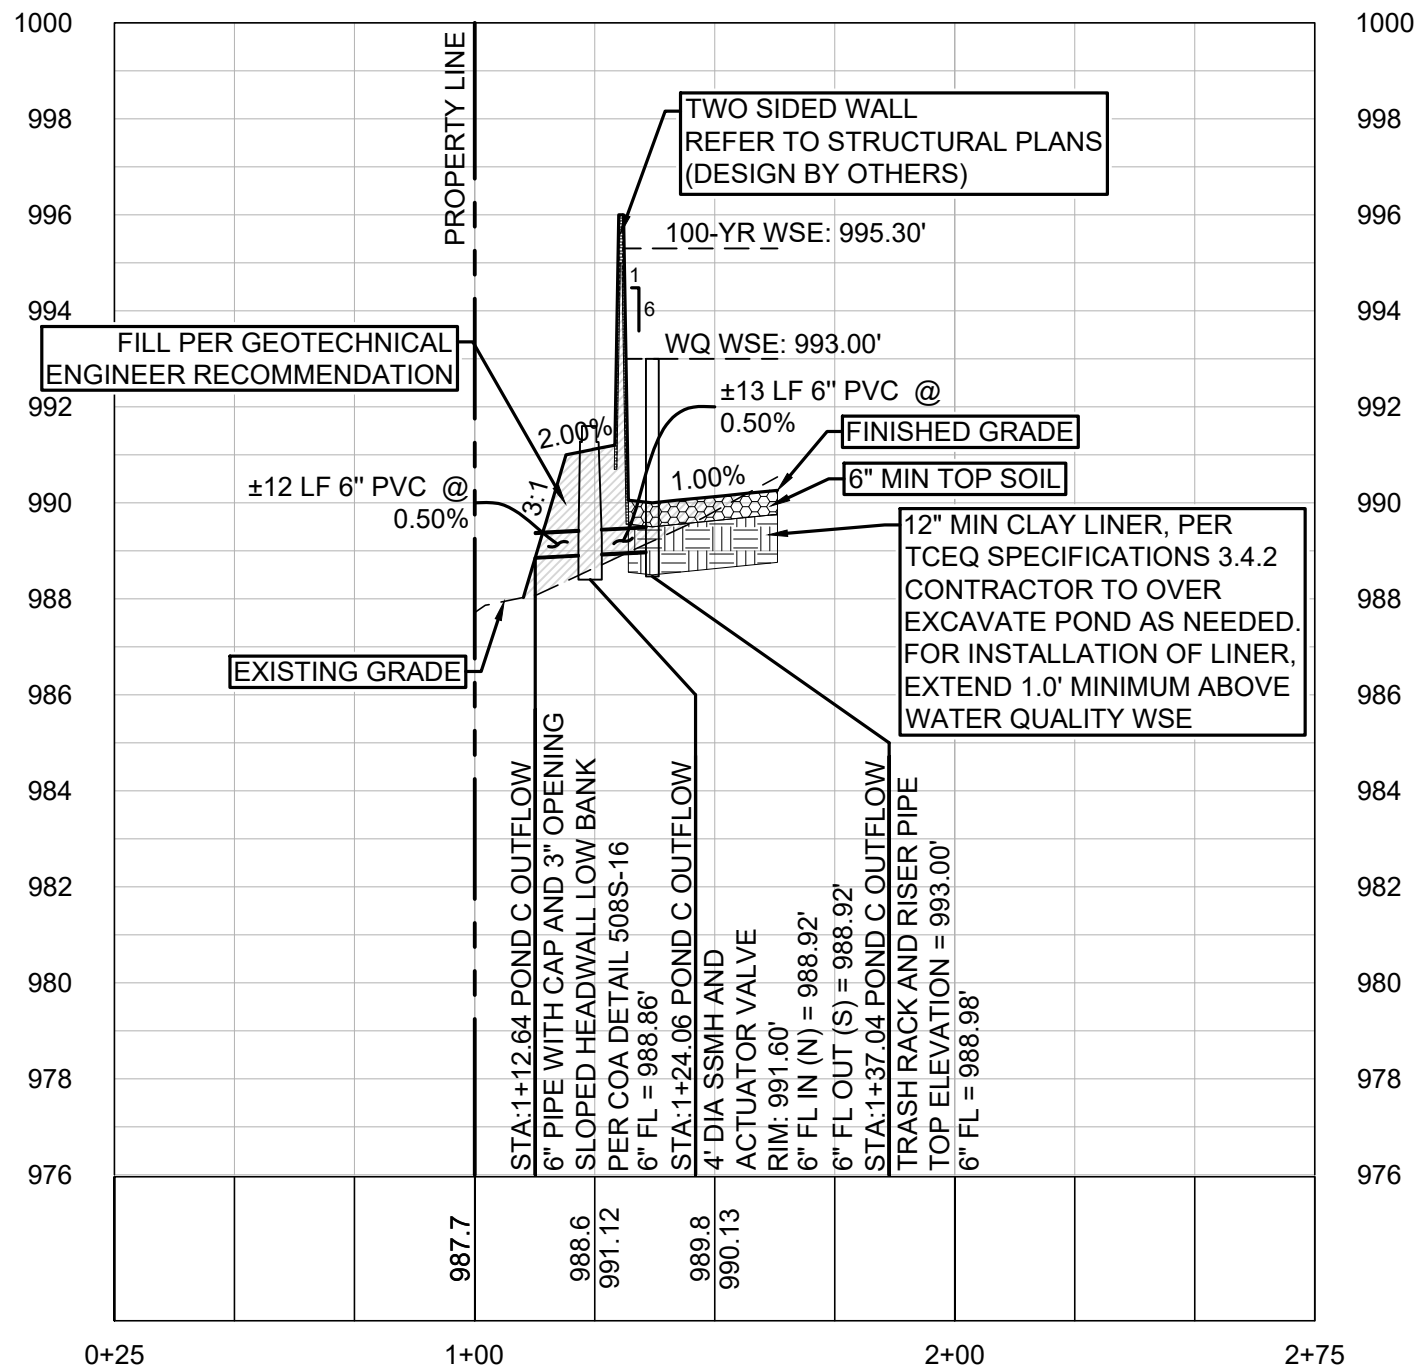 1000
998
996
994
992
990
988
986
984
982
980
978
976
1000
998
996
994
992
990
988
986
984
982
980
978
976
PROPERTY LINE
TWO SIDED WALL
REFER TO STRUCTURAL PLANS
(DESIGN BY OTHERS)
100-YR WSE: 995.30'
1
6
WQ WSE: 993.00'
FILL PER GEOTECHNICAL
ENGINEER RECOMMENDATION
±13 LF 6" PVC @
0.50%
2.00%
3:1
1.00%
FINISHED GRADE
6" MIN TOP SOIL
±12 LF 6" PVC @
0.50%
12" MIN CLAY LINER, PER
TCEQ SPECIFICATIONS 3.4.2
CONTRACTOR TO OVER
EXCAVATE POND AS NEEDED.
FOR INSTALLATION OF LINER,
EXTEND 1.0' MINIMUM ABOVE
WATER QUALITY WSE
EXISTING GRADE
STA:1+12.64 POND C OUTFLOW
6" PIPE WITH CAP AND 3" OPENING
SLOPED HEADWALL LOW BANK
PER COA DETAIL 508S-16
6" FL = 988.86'
STA:1+24.06 POND C OUTFLOW
4' DIA SSMH AND
ACTUATOR VALVE
RIM: 991.60'
6" FL IN (N) = 988.92'
6" FL OUT (S) = 988.92'
STA:1+37.04 POND C OUTFLOW
TRASH RACK AND RISER PIPE
TOP ELEVATION = 993.00'
6" FL = 988.98'
987.7
988.6
991.12
989.8
990.13
0+25
1+00
2+00
2+75